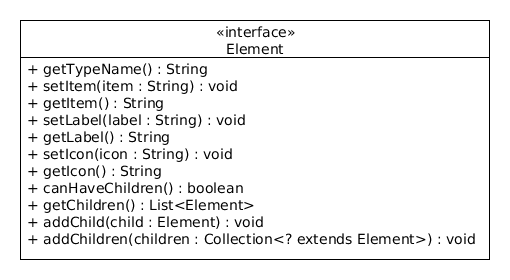 «interface»
Element
+ getTypeName() : String
+ setItem(item : String) : void
+ getItem() : String
+ setLabel(label : String) : void
+ getLabel() : String
+ setIcon(icon : String) : void
+ getIcon() : String
+ canHaveChildren() : boolean
+ getChildren() : List<Element>
+ addChild(child : Element) : void
+ addChildren(children : Collection<? extends Element>) : void